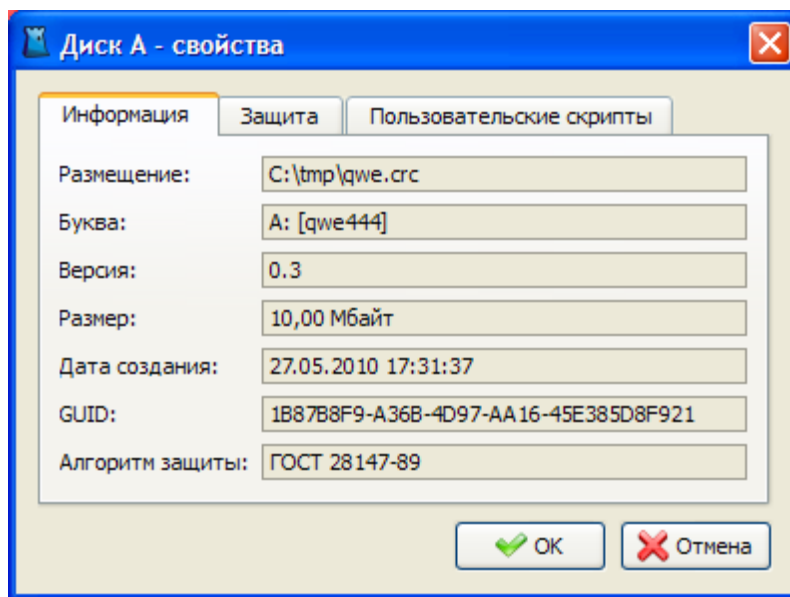 Диск A - свойства
Информация Защита Пользовательские скрипты
Размещение: C:\tmp\qwe.crc
Буква: A: [qwe444]
Версия: 0.3
Размер: 10,00 Мбайт
Дата создания: 27.05.2010 17:31:37
GUID: 1B87B8F9-A36B-4D97-AA16-45E385D8F921
Алгоритм защиты: ГОСТ 28147-89
OK Отмена